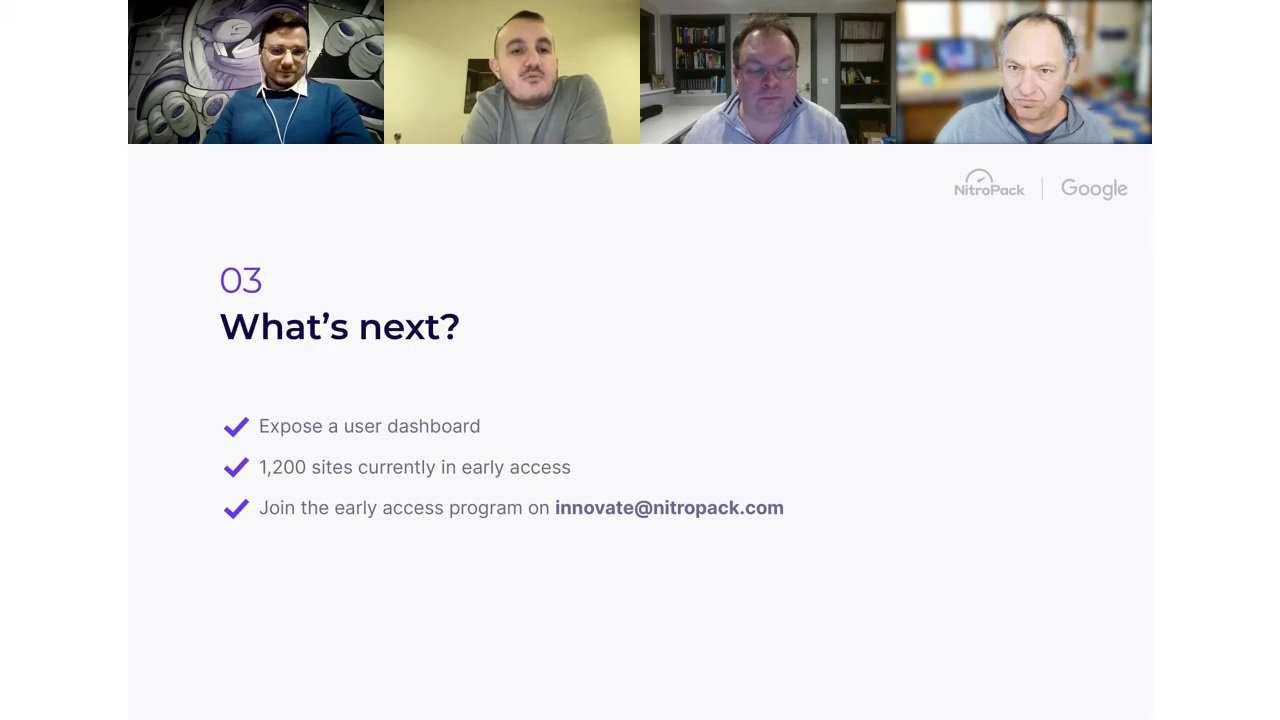 NitroPack | Google
03
What’s next?
Expose a user dashboard
1,200 sites currently in early access
Join the early access program on innovate@nitropack.com